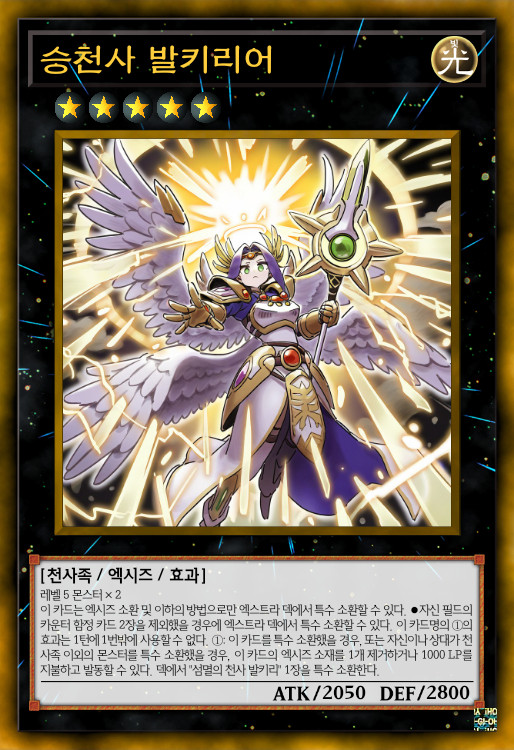 승천사 발키리어
빛
光
[천사족 / 엑시즈 / 효과]
레벨 5 몬스터 × 2
이 카드는 엑시즈 소환 및 이하의 방법으로만 엑스트라 덱에서 특수 소환할 수 있다. ●자신 필드의
카운터 함정 카드 2장을 제외했을 경우에 엑스트라 덱에서 특수 소환할 수 있다. 이 카드명의 ①의
효과는 1턴에 1번밖에 사용할 수 없다. ①: 이 카드를 특수 소환했을 경우, 또는 자신이나 상대가 천
사족 이외의 몬스터를 특수 소환했을 경우, 이 카드의 엑시즈 소재를 1개 제거하거나 1000 LP를
지불하고 발동할 수 있다. 덱에서 "섬멸의 천사 발키리" 1장을 특수 소환한다.
ATK/2050 DEF/2800